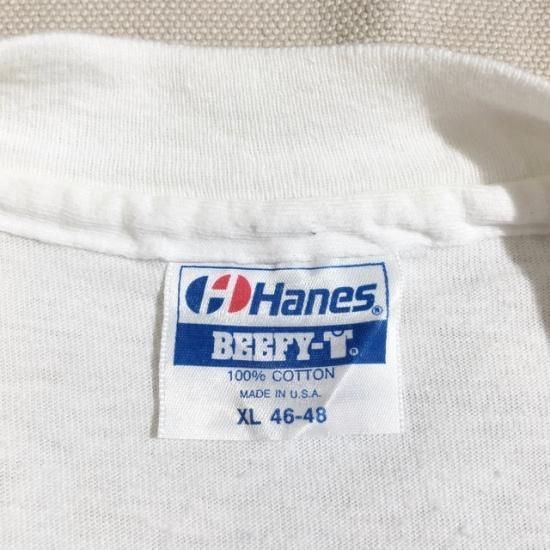 Hanes®
BEEFY-T®
100% COTTON
MADE IN U.S.A.
XL 46-48